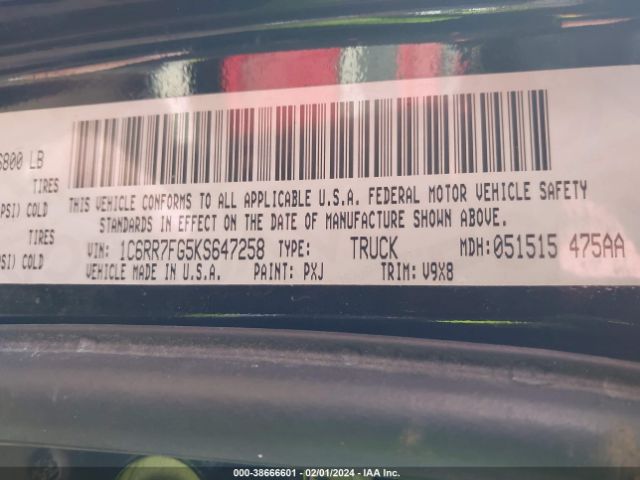 6800 LB
TIRES
PSI) COLD
TIRES
SI) COLD
THIS VEHICLE CONFORMS TO ALL APPLICABLE U.S.A. FEDERAL MOTOR VEHICLE SAFETY
STANDARDS IN EFFECT ON THE DATE OF MANUFACTURE SHOWN ABOVE.
VIN: 1C6RR7FG5KS647258 TYPE: TRUCK MDH: 051515 475AA
VEHICLE MADE IN U.S.A. PAINT: PXJ TRIM: V9X8
000-38666601 / 02/01/2024 - IAA Inc.